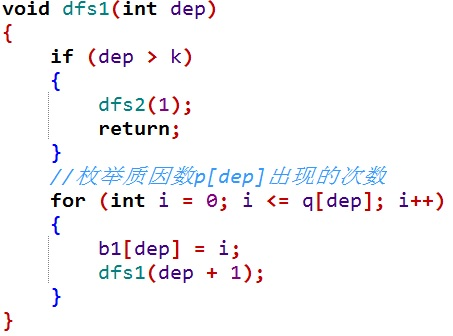 void dfs1(int dep)
{
    if (dep > k)
    {
        dfs2(1);
        return;
    }
    //枚举质因数p[dep]出现的次数
    for (int i = 0; i <= q[dep]; i++)
    {
        b1[dep] = i;
        dfs1(dep + 1);
    }
}